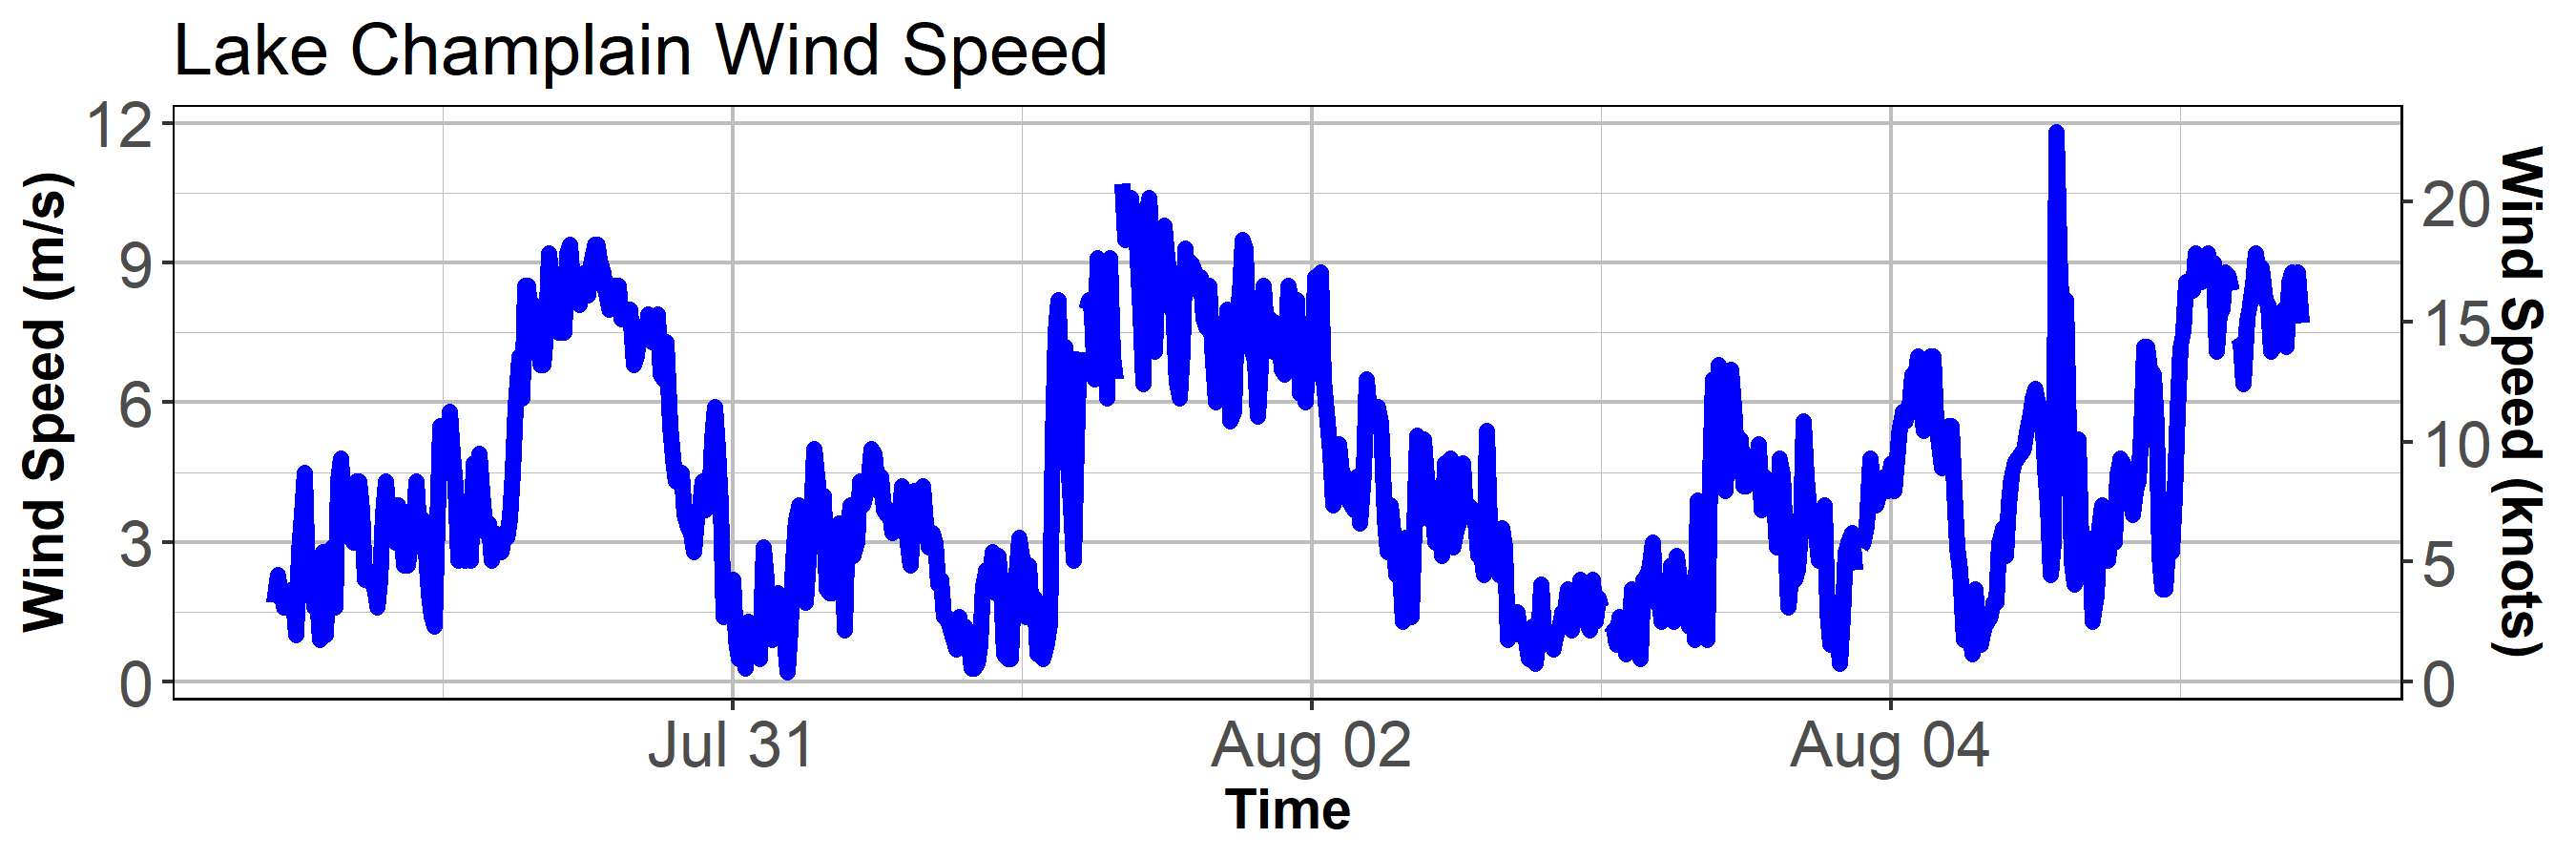 Lake Champlain Wind Speed
Wind Speed (m/s)
12
9
6
3
0
20
15
10
5
0
Wind Speed (knots)
Jul 31
Aug 02
Aug 04
Time